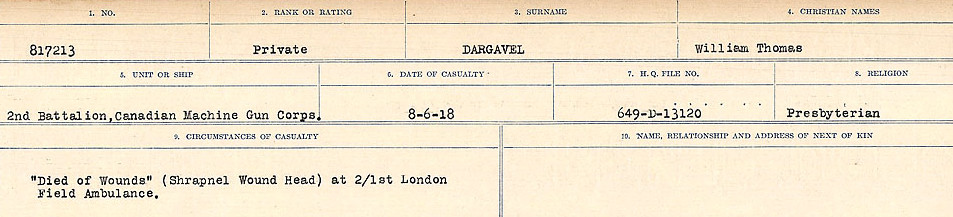 1. NO. 2. RANK OR RATING 3. SURNAME 4. CHRISTIAN NAMES
817213 Private DARGAVEL William Thomas
5. UNIT OR SHIP 6. DATE OF CASUALTY 7. H.Q. FILE NO. 8. RELIGION
2nd Battalion,Canadian Machine Gun Corps. 8-6-18 649-D-13120 Presbyterian
9. CIRCUMSTANCES OF CASUALTY 10. NAME, RELATIONSHIP AND ADDRESS OF NEXT OF KIN
"Died of Wounds" (Shrapnel Wound Head) at 2/1st London
Field Ambulance.